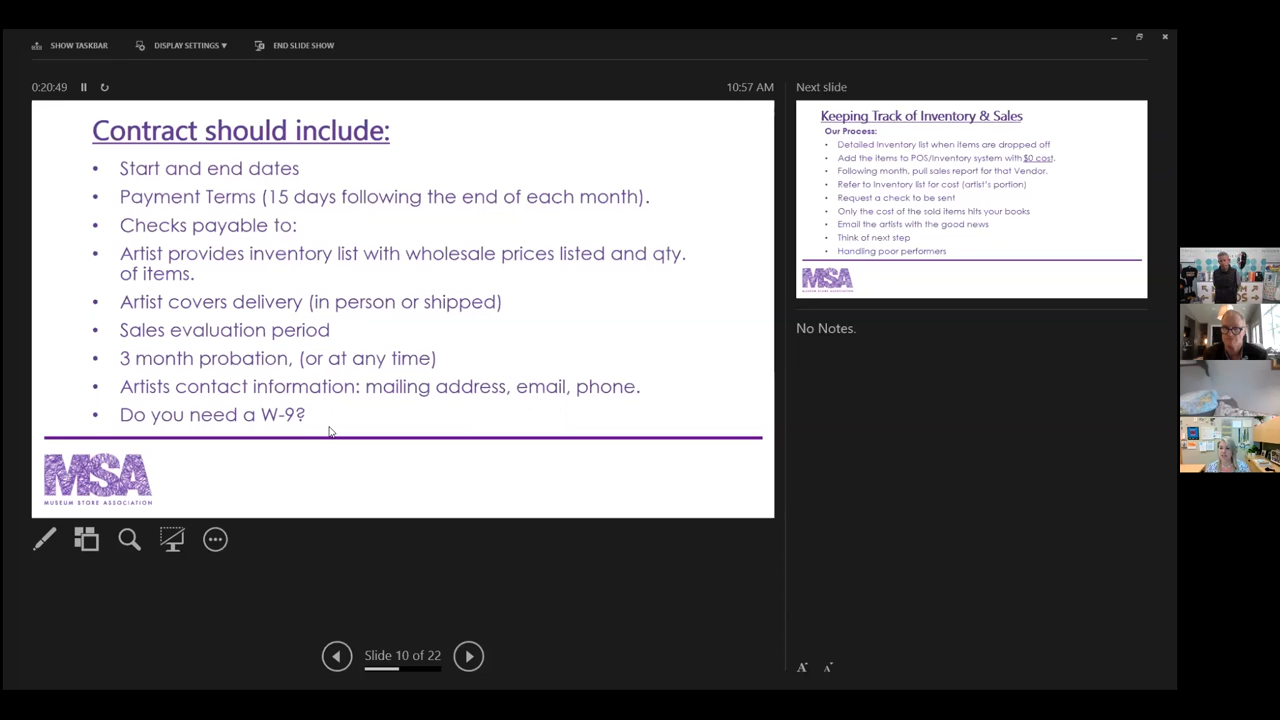 SHOW TASKBAR
DISPLAY SETTINGS ▼
END SLIDE SHOW
0:20:49
10:57 AM
Contract should include:
• Start and end dates
• Payment Terms (15 days following the end of each month).
• Checks payable to:
• Artist provides inventory list with wholesale prices listed and qty.
of items.
• Artist covers delivery (in person or shipped)
• Sales evaluation period
• 3 month probation, (or at any time)
• Artists contact information: mailing address, email, phone.
• Do you need a W-9?
MSA
MUSEUM STORE ASSOCIATION
Slide 10 of 22
Next slide
Keeping Track of Inventory & Sales
Our Process:
• Detailed Inventory list when items are dropped off
• Add the items to POS/Inventory system with $0 cost.
• Following month, pull sales report for that Vendor.
• Refer to Inventory list for cost (artist's portion)
• Request a check to be sent
• Only the cost of the sold items hits your books
• Email the artists with the good news
• Think of next step
• Handling poor performers
MSA
MUSEUM STORE ASSOCIATION
No Notes.
A A